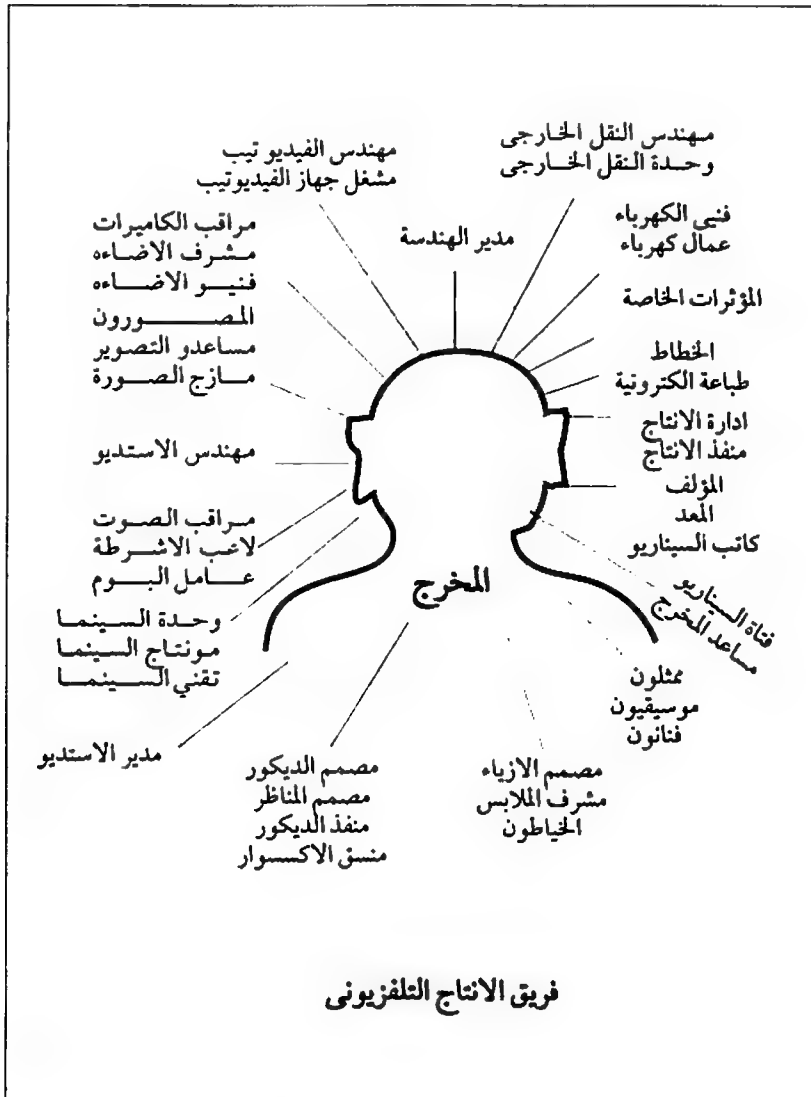 مهندس النقل الخارجى
وحدة النقل الخارجى
فنيى الكهرباء
عمال كهرباء
المؤثرات الخاصة
الخطاط
طباعة الكترونية
ادارة الانتاج
منفذ الانتاج
المؤلف
المعد
كاتب السيناريو
فتاة السيناريو
مساعد المخرج
ممثلون
موسيقيون
فنانون
مصمم الازياء
مشرف الملابس
الخياطون
مدير الهندسة
المخرج
مهندس الفيديو تيب
مشغل جهاز الفيديوتيب
مراقب الكاميرات
مشرف الاضاءه
فنيو الاضاءه
المصورون
مساعدو التصوير
مازج الصورة
مهندس الاستديو
مراقب الصوت
لاعب الاشرطة
عامل البوم
وحدة السينما
مونتاج السينما
تقني السينما
مدير الاستديو
مصمم الديكور
مصمم المناظر
منفذ الديكور
منسق الاكسسوار
فريق الانتاج التلفزيونى